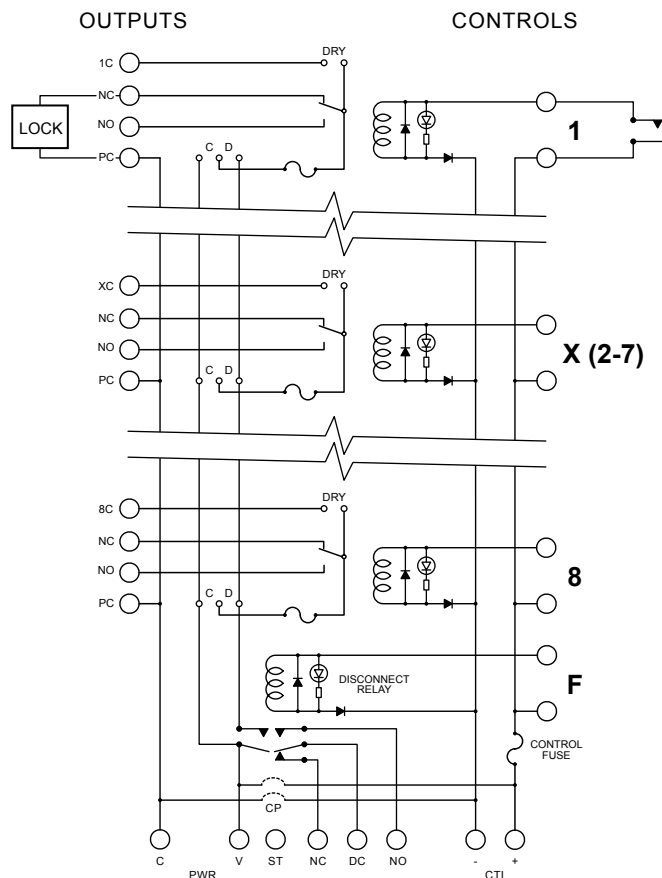 OUTPUTS CONTROLS
DRY
1C
NC
LOCK
NO
1
PC
C D
DRY
XC
NC
X (2-7)
NO
PC
C D
DRY
8C
NC
8
NO
PC
C D
F
DISCONNECT
RELAY
CONTROL
FUSE
CP
C V ST NC DC NO - +
PWR CTL